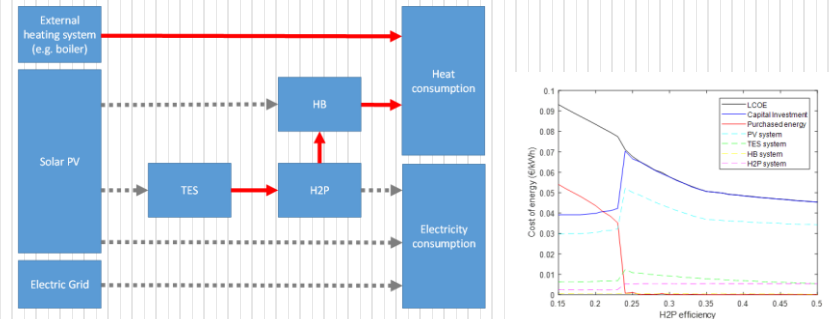 External
heating system
(e.g. boiler)
Solar PV
Electric Grid
TES
HB
H2P
Heat
consumption
Electricity
consumption
Cost of energy (€/kWh)
0.1
0.09
0.08
0.07
0.06
0.05
0.04
0.03
0.02
0.01
0
0.15
0.2
0.25
0.3
0.35
0.4
0.45
0.5
H2P efficiency
LCOE
Capital Investment
Purchased energy
PV system
TES system
HB system
H2P system